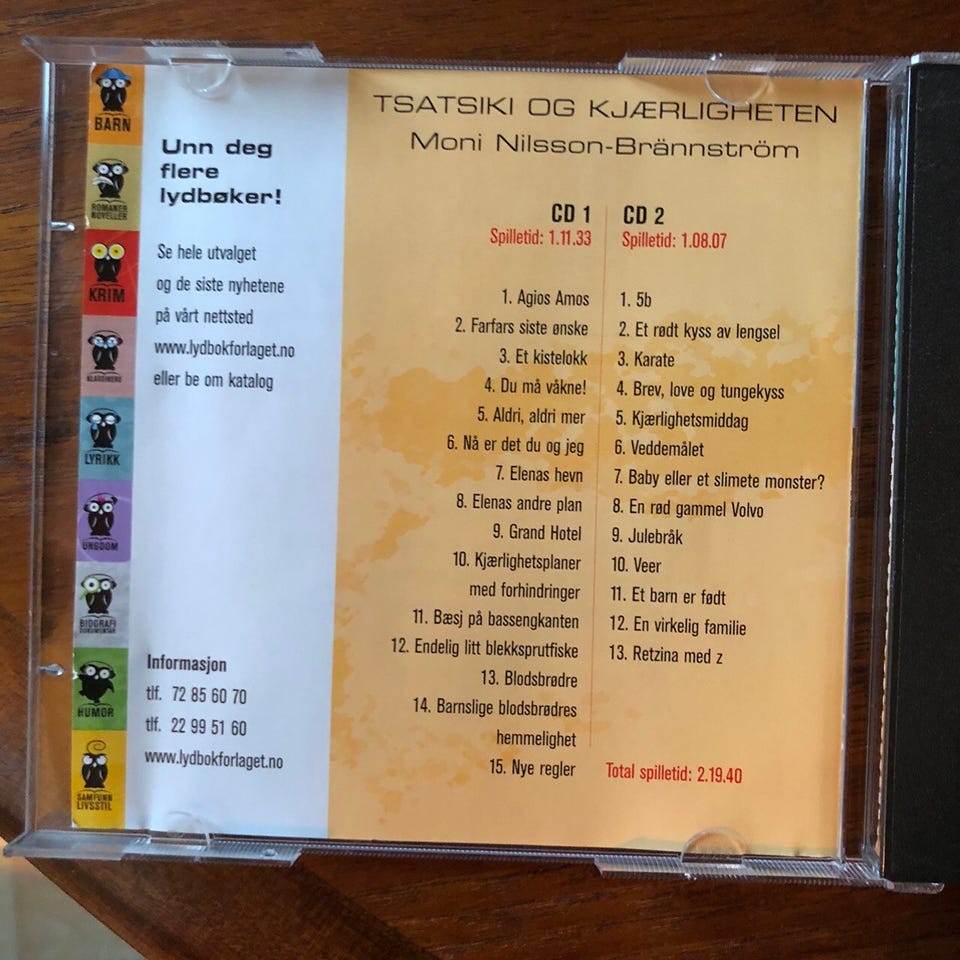 BARN
ROMANER
NOVELLER
KRIM
KLASSIKERE
LYRIKK
UNGDOM
BIOGRAFI
DOKUMENTAR
HUMOR
SAMFUNN
LIVSSTIL
Unn deg
flere
lydbøker!
Se hele utvalget
og de siste nyhetene
på vårt nettsted
www.lydbokforlaget.no
eller be om katalog
Informasjon
tlf. 72 85 60 70
tlf. 22 99 51 60
www.lydbokforlaget.no
TSATSIKI OG KJÆRLIGHETEN
Moni Nilsson-Brännström
CD 1
Spilletid: 1.11.33
1. Agios Amos
2. Farfars siste ønske
3. Et kistelokk
4. Du må våkne!
5. Aldri, aldri mer
6. Nå er det du og jeg
7. Elenas hevn
8. Elenas andre plan
9. Grand Hotel
10. Kjærlighetsplaner
med forhindringer
11. Bæsj på bassengkanten
12. Endelig litt blekksprutfiske
13. Blodsbrødre
14. Barnslige blodsbrødres
hemmelighet
15. Nye regler
CD 2
Spilletid: 1.08.07
1. 5b
2. Et rødt kyss av lengsel
3. Karate
4. Brev, love og tungekyss
5. Kjærlighetsmiddag
6. Veddemålet
7. Baby eller et slimete monster?
8. En rød gammel Volvo
9. Julebråk
10. Veer
11. Et barn er født
12. En virkelig familie
13. Retzina med z
Total spilletid: 2.19.40